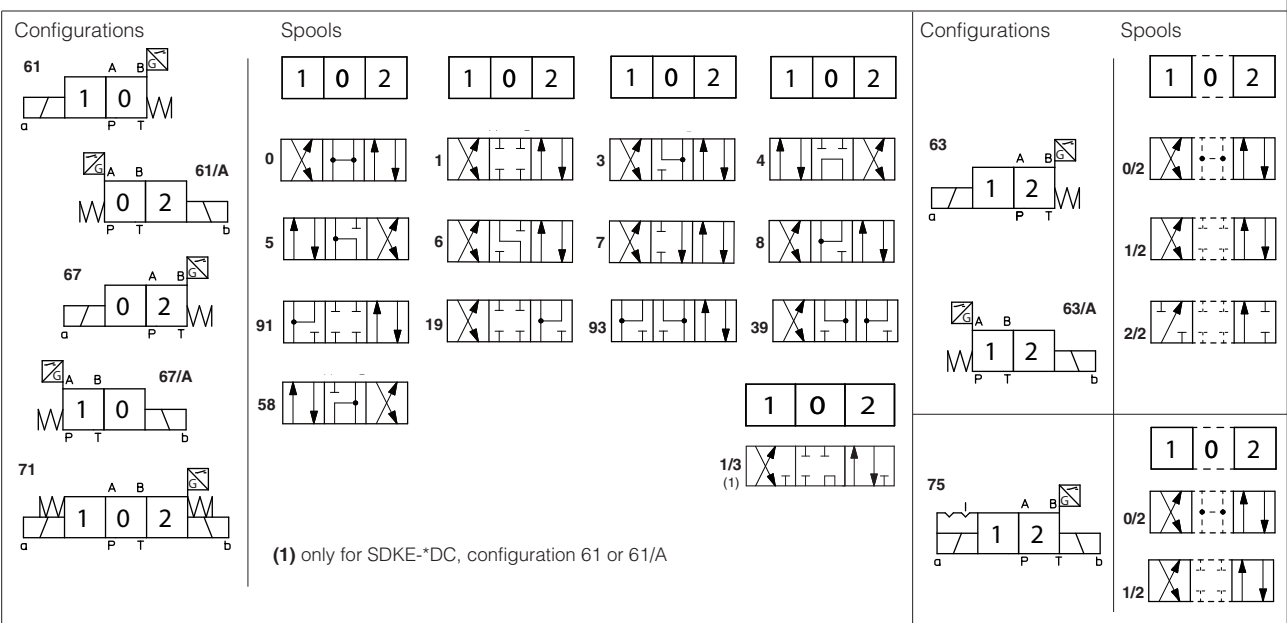 Configurations
Spools
61
A B
G
1 0
a
P T
G
A B
61/A
0 2
P T
b
67
A B
G
0 2
a
P T
G
A B
67/A
1 0
P T
b
71
A B
G
1 0 2
a
P T
b
1 0 2
1 0 2
1 0 2
1 0 2
0
1
3
4
5
6
7
8
91
19
93
39
58
1 0 2
1/3
(1)
(1) only for SDKE-*DC, configuration 61 or 61/A
Configurations
Spools
63
A B
G
1 2
a
P T
G
A B
63/A
1 2
P T
b
1 0 2
0/2
1/2
2/2
75
A B
G
1 2
a
P T
b
1 0 2
0/2
1/2